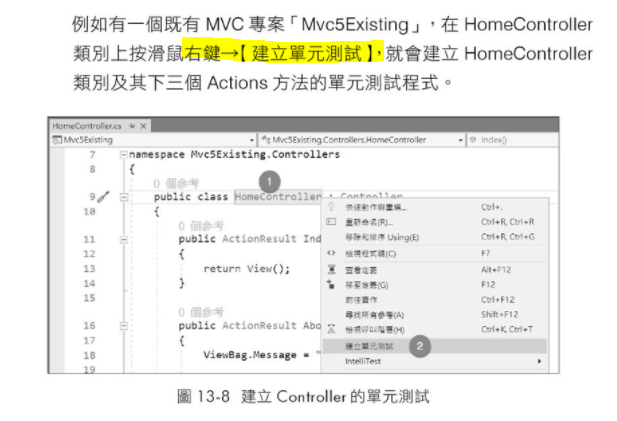 例如有一個既有 MVC 專案「Mvc5Existing」，在 HomeController
類別上按滑鼠右鍵→【建立單元測試】，就會建立 HomeController
類別及其下三個 Actions 方法的單元測試程式。
HomeController.cs
Mvc5Existing
Mvc5Existing.Controllers.HomeController
Index()
7 namespace Mvc5Existing.Controllers
8 {
0 個參考
1
9 public class HomeController : Controller
10 {
0 個參考
11 public ActionResult Ind
12 {
13 return View();
14 }
15
0 個參考
16 public ActionResult Abo
17 {
18 ViewBag.Message = "
19
快速動作與重構... Ctrl+.
重新命名(R)... Ctrl+R, Ctrl+R
移除和排序 Using(E) Ctrl+R, Ctrl+G
檢視程式碼(C) F7
查看定義 Alt+F12
移至定義(G) F12
前往實作 Ctrl+F12
尋找所有參考(A) Shift+F12
檢視呼叫階層(H) Ctrl+K, Ctrl+T
建立單元測試 2
IntelliTest
圖 13-8 建立 Controller 的單元測試